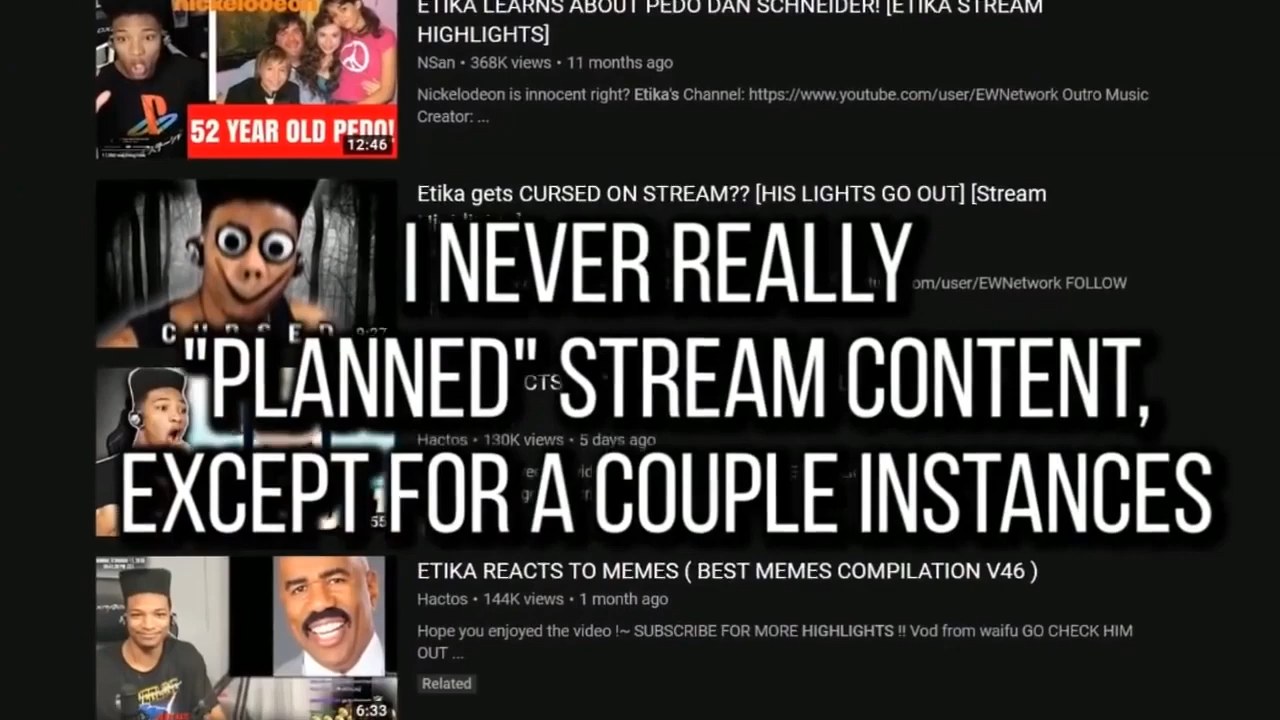 nickelodeon
ETIKA LEARNS ABOUT PEDO DAN SCHNEIDER! [ETIKA STREAM
HIGHLIGHTS]
NSan • 368K views • 11 months ago
Nickelodeon is innocent right? Etika's Channel: https://www.youtube.com/user/EWNetwork Outro Music
Creator: ...
52 YEAR OLD PEDO!
12:46
Etika gets CURSED ON STREAM?? [HIS LIGHTS GO OUT] [Stream
om/user/EWNetwork FOLLOW
CURSED
I NEVER REALLY
"PLANNED" STREAM CONTENT,
EXCEPT FOR A COUPLE INSTANCES
CTS
Hactos • 130K views • 5 days ago
ETIKA REACTS TO MEMES ( BEST MEMES COMPILATION V46 )
Hactos • 144K views • 1 month ago
Hope you enjoyed the video !~ SUBSCRIBE FOR MORE HIGHLIGHTS !! Vod from waifu GO CHECK HIM
OUT ...
Related
6:33